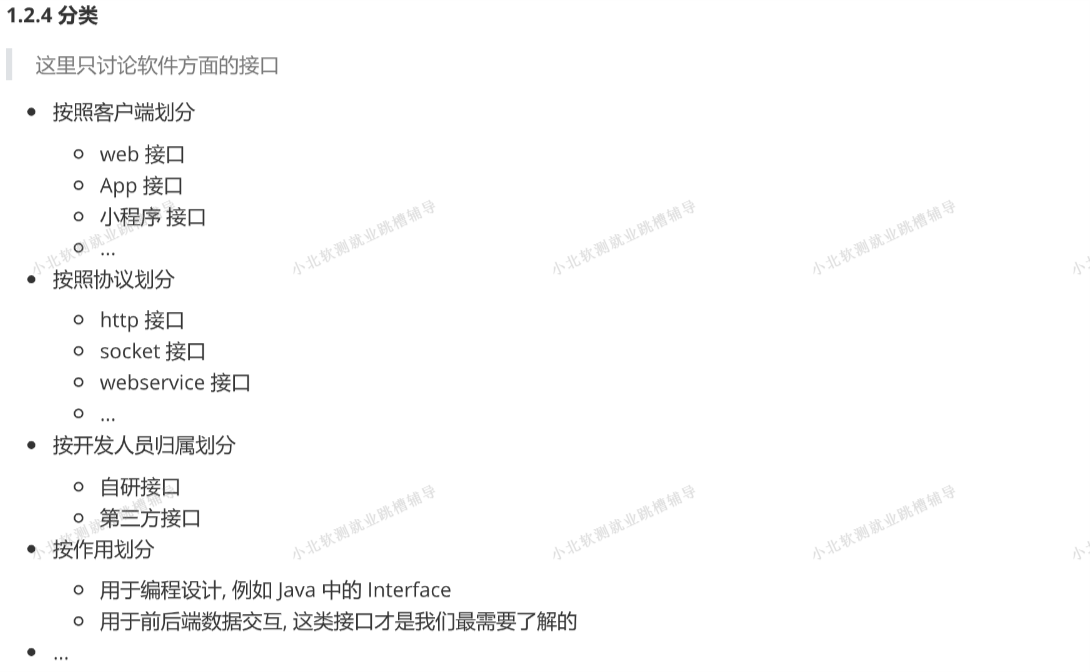 1.2.4 分类
这里只讨论软件方面的接口
按照客户端划分
web 接口
App 接口
小程序 接口
...
按照协议划分
http 接口
socket 接口
webservice 接口
...
按开发人员归属划分
自研接口
第三方接口
按作用划分
用于编程设计, 例如 Java 中的 Interface
用于前后端数据交互, 这类接口才是我们最需要了解的
...
小北软测就业跳槽辅导
小北软测就业跳槽辅导
小北软测就业跳槽辅导
小北软测就业跳槽辅导
小
小北软测就业跳槽辅导
小北软测就业跳槽辅导
小北软测就业跳槽辅导
小北软测就业跳槽辅导
小